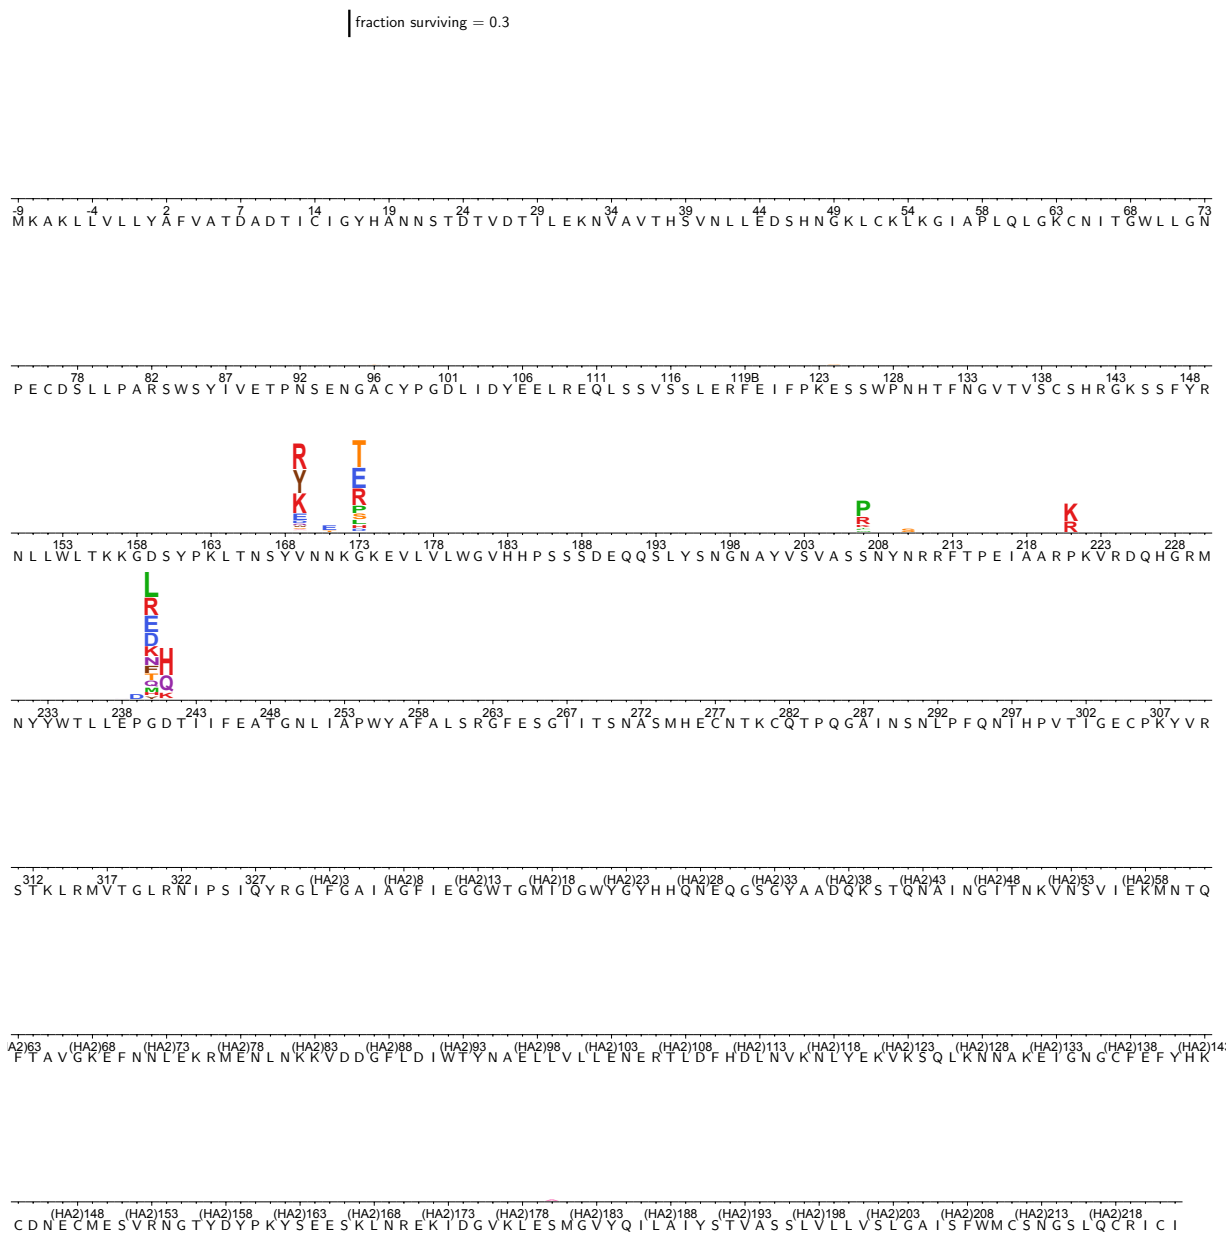 fraction surviving = 0.3
-9 -4 2 7 14 19 24 29 34 39 44 49 54 58 63 68 73
M K A K L L V L L Y A F V A T D A D T I C I G Y H A N N S T D T V D T I L E K N V A V T H S V N L L E D S H N G K L C K L K G I A P L Q L G K C N I T G W L L G N
78 82 87 92 96 101 106 111 116 119B 123 128 133 138 143 148
P E C D S L L P A R S W S Y I V E T P N S E N G A C Y P G D L I D Y E E L R E Q L S S V S S L E R F E I F P K E S S W P N H T F N G V T V S C S H R G K S S F Y R
R T
Y E
K R P K
E E P R R
S
153 158 163 168 173 178 183 188 193 198 203 208 213 218 223 228
N L L W L T K K G D S Y P K L T N S Y V N N K G K E V L V L W G V H H P S S S D E Q Q S L Y S N G N A Y V S V A S S N Y N R R F T P E I A A R P K V R D Q H G R M
L
R
E
D
K H
N
F
T Q
D M K
233 238 243 248 253 258 263 267 272 277 282 287 292 297 302 307
N Y Y W T L L E P G D T I I F E A T G N L I A P W Y A F A L S R G F E S G I I T S N A S M H E C N T K C Q T P Q G A I N S N L P F Q N I H P V T I G E C P K Y V R
312 317 322 327 (HA2)3 (HA2)8 (HA2)13 (HA2)18 (HA2)23 (HA2)28 (HA2)33 (HA2)38 (HA2)43 (HA2)48 (HA2)53 (HA2)58
S T K L R M V T G L R N I P S I Q Y R G L F G A I A G F I E G G W T G M I D G W Y G Y H H Q N E Q G S G Y A A D Q K S T Q N A I N G I T N K V N S V I E K M N T Q
A2)63 (HA2)68 (HA2)73 (HA2)78 (HA2)83 (HA2)88 (HA2)93 (HA2)98 (HA2)103 (HA2)108 (HA2)113 (HA2)118 (HA2)123 (HA2)128 (HA2)133 (HA2)138 (HA2)14
F T A V G K E F N N L E K R M E N L N K K V D D G F L D I W T Y N A E L L V L L E N E R T L D F H D L N V K N L Y E K V K S Q L K N N A K E I G N G C F E F Y H K
(HA2)148 (HA2)153 (HA2)158 (HA2)163 (HA2)168 (HA2)173 (HA2)178 (HA2)183 (HA2)188 (HA2)193 (HA2)198 (HA2)203 (HA2)208 (HA2)213 (HA2)218
C D N E C M E S V R N G T Y D Y P K Y S E E S K L N R E K I D G V K L E S M G V Y Q I L A I Y S T V A S S L V L L V S L G A I S F W M C S N G S L Q C R I C I